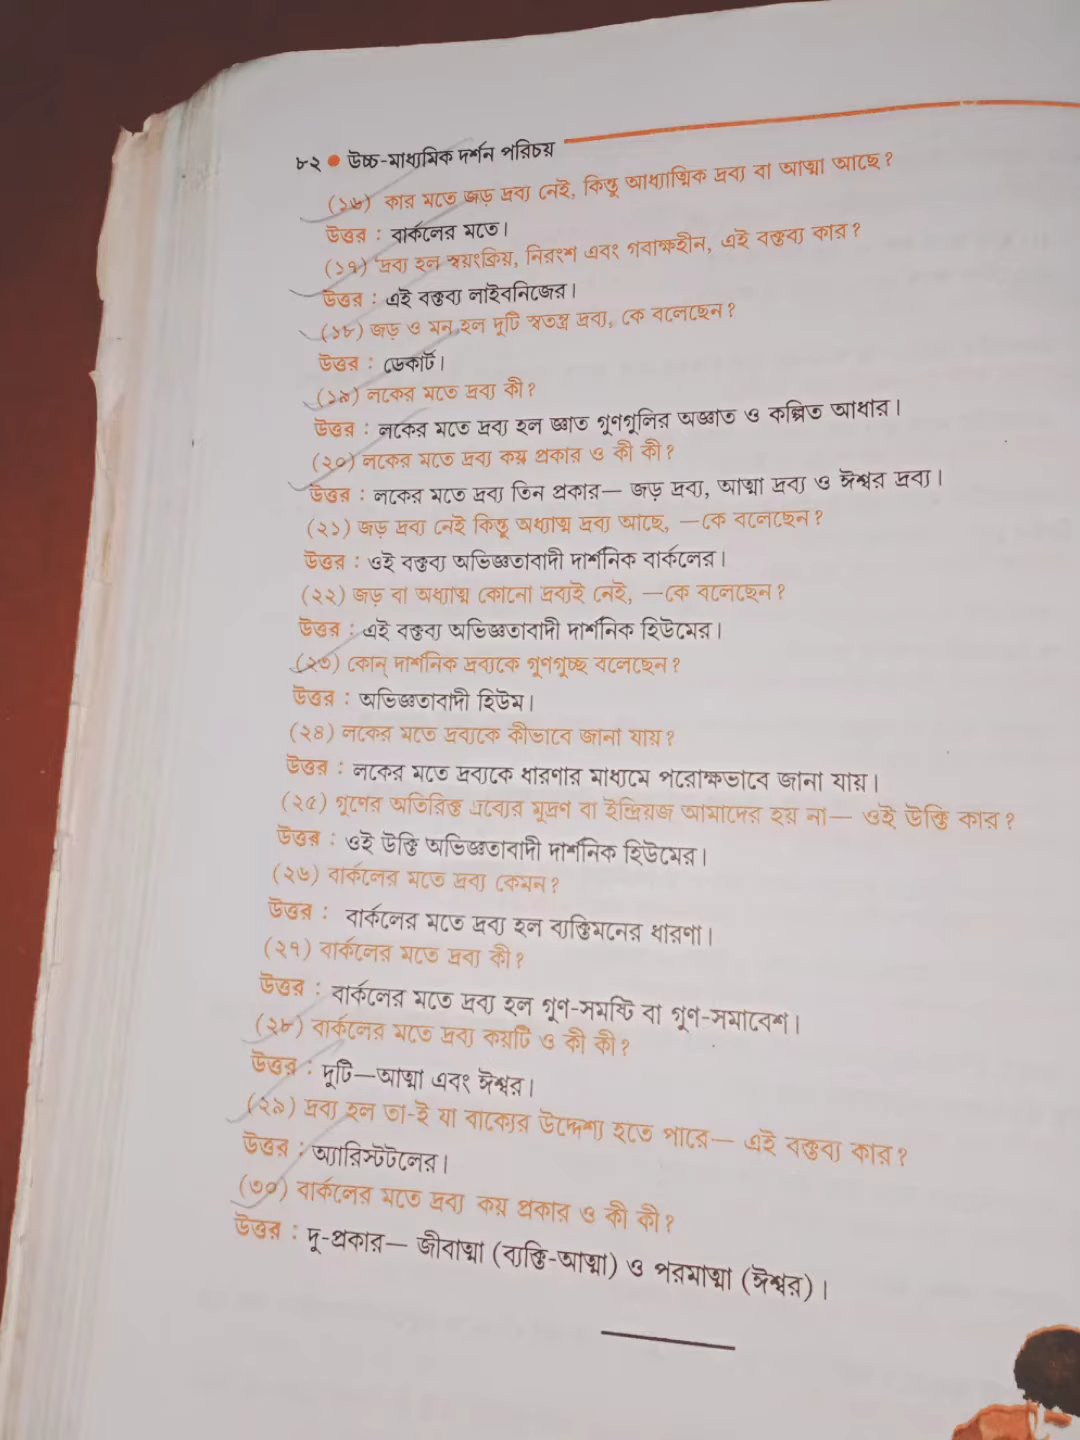 ৮২ ● উচ্চ-মাধ্যমিক দর্শন পরিচয়
(১৬) কার মতে জড় দ্রব্য নেই, কিন্তু আধ্যাত্মিক দ্রব্য বা আত্মা আছে?
উত্তর : বার্কলের মতে।
(১৭) দ্রব্য হল স্বয়ংক্রিয়, নিরংশ এবং গবাক্ষহীন, এই বক্তব্য কার?
উত্তর : এই বক্তব্য লাইবনিজের।
(১৮) জড় ও মন হল দুটি স্বতন্ত্র দ্রব্য, কে বলেছেন?
উত্তর : ডেকার্ট।
(১৯) লকের মতে দ্রব্য কী?
উত্তর : লকের মতে দ্রব্য হল জ্ঞাত গুণগুলির অজ্ঞাত ও কল্পিত আধার।
(২০) লকের মতে দ্রব্য কয় প্রকার ও কী কী?
উত্তর : লকের মতে দ্রব্য তিন প্রকার— জড় দ্রব্য, আত্মা দ্রব্য ও ঈশ্বর দ্রব্য।
(২১) জড় দ্রব্য নেই কিন্তু অধ্যাত্ম দ্রব্য আছে, —কে বলেছেন?
উত্তর : ওই বক্তব্য অভিজ্ঞতাবাদী দার্শনিক বার্কলের।
(২২) জড় বা অধ্যাত্ম কোনো দ্রব্যই নেই, —কে বলেছেন?
উত্তর : এই বক্তব্য অভিজ্ঞতাবাদী দার্শনিক হিউমের।
(২৩) কোন্ দার্শনিক দ্রব্যকে গুণগুচ্ছ বলেছেন?
উত্তর : অভিজ্ঞতাবাদী হিউম।
(২৪) লকের মতে দ্রব্যকে কীভাবে জানা যায়?
উত্তর : লকের মতে দ্রব্যকে ধারণার মাধ্যমে পরোক্ষভাবে জানা যায়।
(২৫) গুণের অতিরিক্ত দ্রব্যের মুদ্রণ বা ইন্দ্রিয়জ আমাদের হয় না— ওই উক্তি কার?
উত্তর : ওই উক্তি অভিজ্ঞতাবাদী দার্শনিক হিউমের।
(২৬) বার্কলের মতে দ্রব্য কেমন?
উত্তর : বার্কলের মতে দ্রব্য হল ব্যক্তিমনের ধারণা।
(২৭) বার্কলের মতে দ্রব্য কী?
উত্তর : বার্কলের মতে দ্রব্য হল গুণ-সমষ্টি বা গুণ-সমাবেশ।
(২৮) বার্কলের মতে দ্রব্য কয়টি ও কী কী?
উত্তর : দুটি—আত্মা এবং ঈশ্বর।
(২৯) দ্রব্য হল তা-ই যা বাক্যের উদ্দেশ্য হতে পারে— এই বক্তব্য কার?
উত্তর : অ্যারিস্টটলের।
(৩০) বার্কলের মতে দ্রব্য কয় প্রকার ও কী কী?
উত্তর : দু-প্রকার— জীবাত্মা (ব্যক্তি-আত্মা) ও পরমাত্মা (ঈশ্বর)।